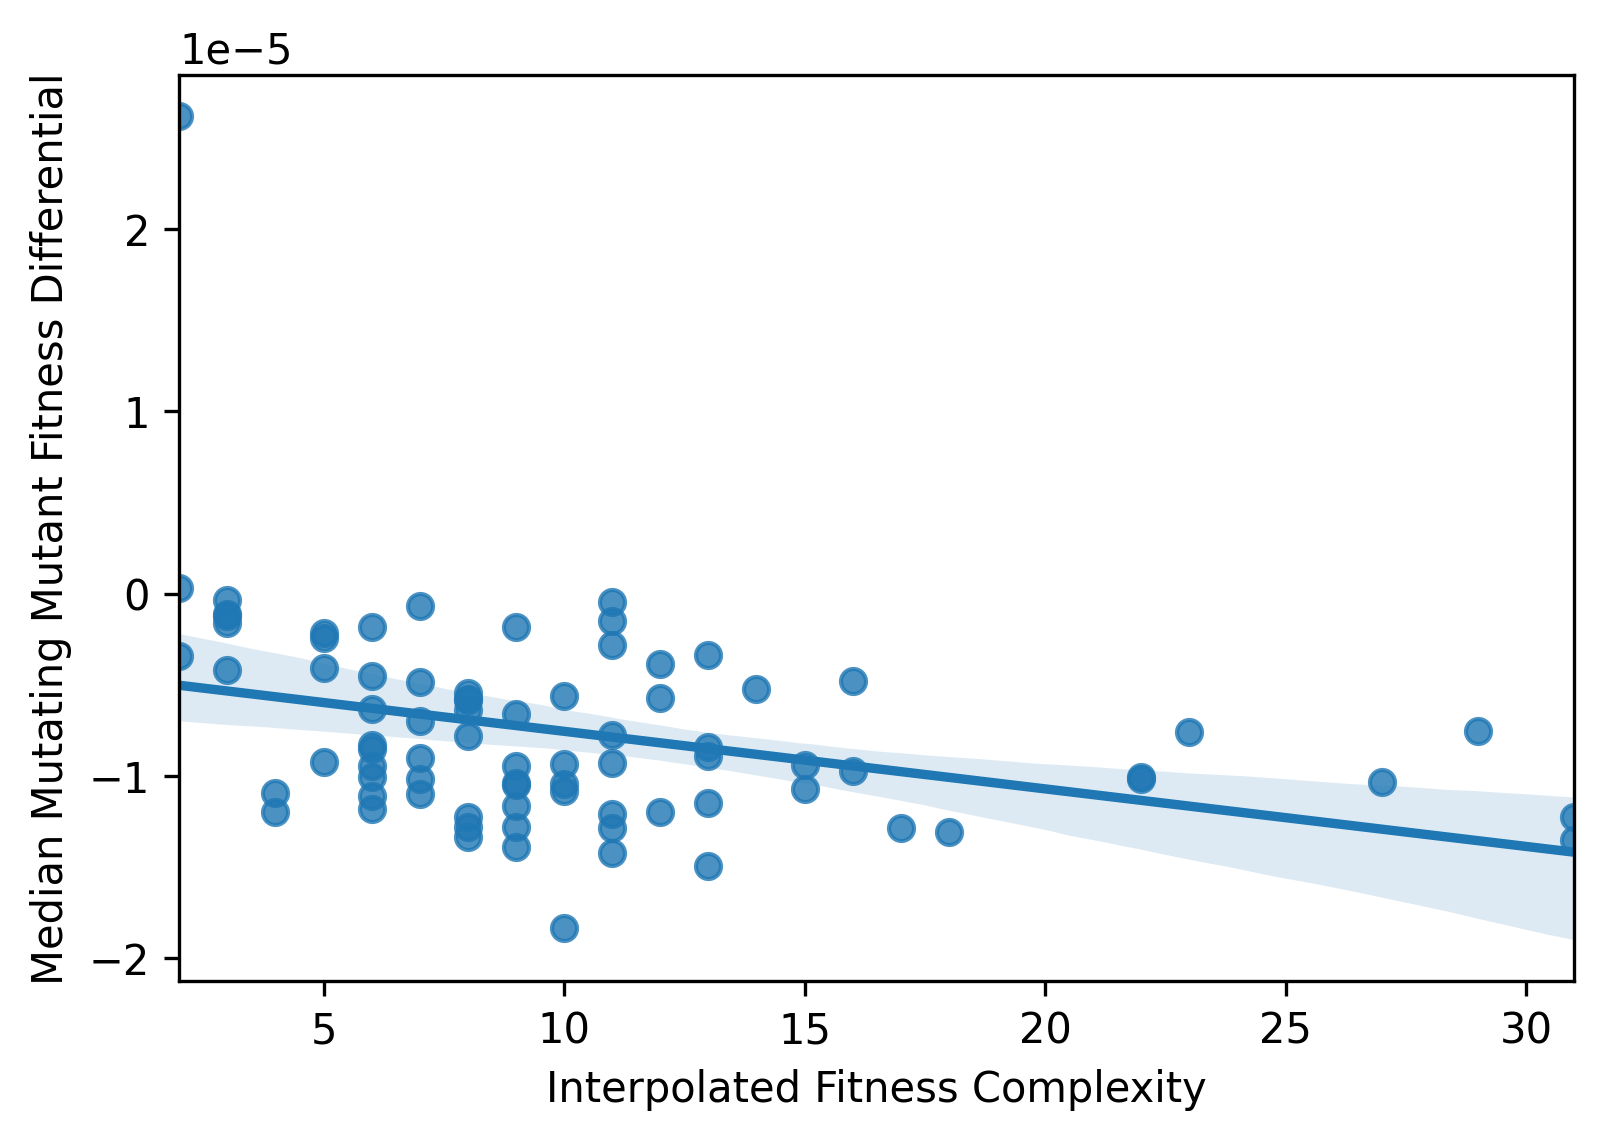 1e−5
Median Mutating Mutant Fitness Differential
2
1
0
−1
−2
5 10 15 20 25 30
Interpolated Fitness Complexity